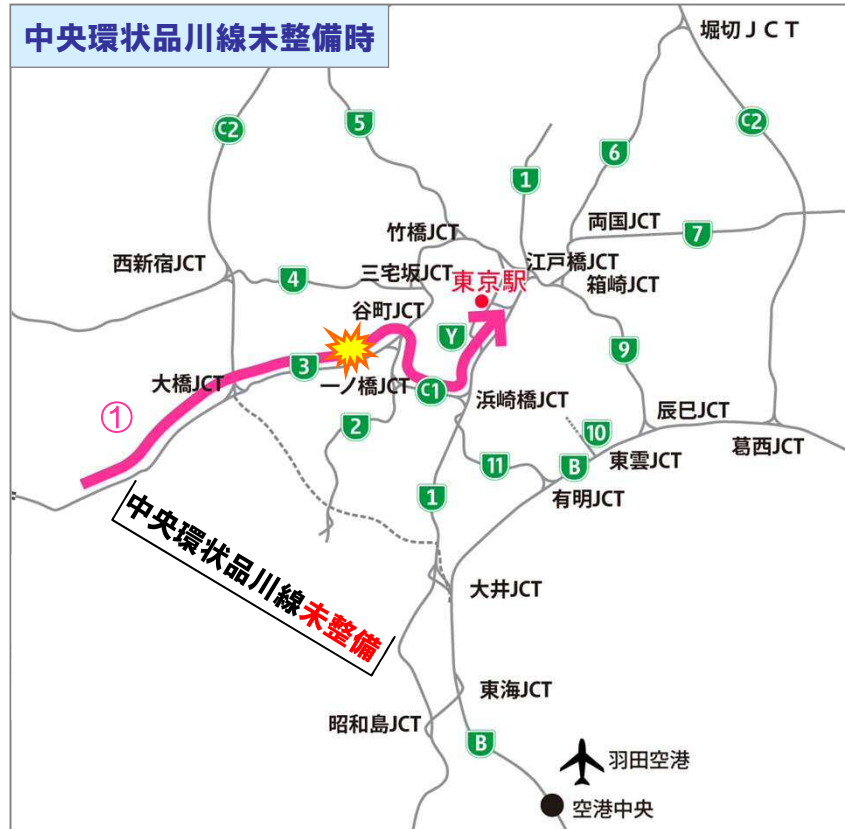 中央環状品川線未整備時
堀切JCT
C2
5
C2
6
1
両国JCT
7
竹橋JCT
西新宿JCT
三宅坂JCT
江戸橋JCT
4
東京駅
箱崎JCT
谷町JCT
Y
9
3
大橋JCT
一ノ橋JCT
C1
浜崎橋JCT
辰巳JCT
①
2
10
葛西JCT
東雲JCT
11
B
有明JCT
1
中央環状品川線未整備
大井JCT
東海JCT
昭和島JCT
B
羽田空港
空港中央